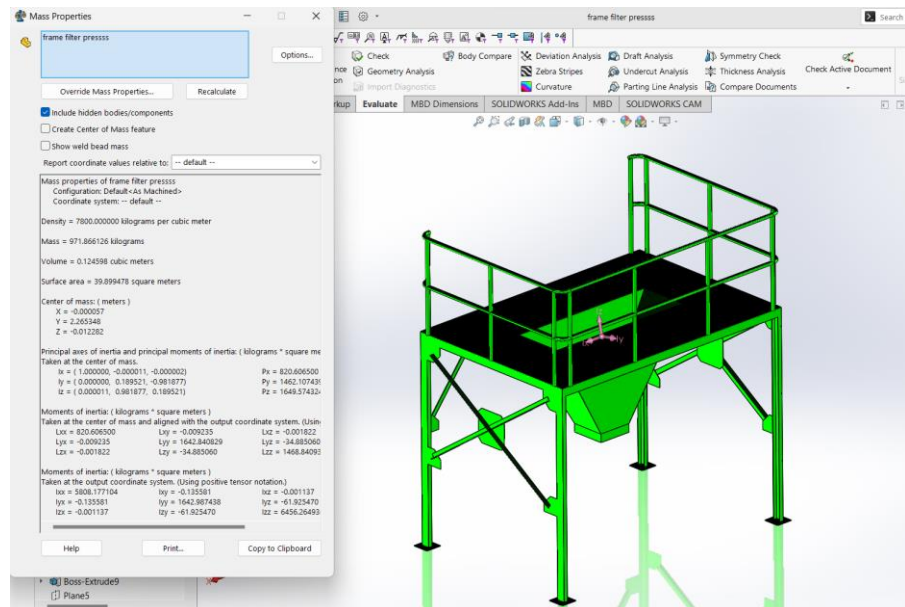 Mass Properties
frame filter pressss
Options...
Override Mass Properties...
Recalculate
Include hidden bodies/components
Create Center of Mass feature
Show weld bead mass
Report coordinate values relative to:
-- default --
Mass properties of frame filter pressss
Configuration: Default<As Machined>
Coordinate system: -- default --
Density = 7800.000000 kilograms per cubic meter
Mass = 971.866126 kilograms
Volume = 0.124598 cubic meters
Surface area = 39.899478 square meters
Center of mass: ( meters )
X = -0.000057
Y = 2.265348
Z = -0.012282
Principal axes of inertia and principal moments of inertia: ( kilograms * square me
Taken at the center of mass.
Ix = ( 1.000000, -0.000011, -0.000002) Px = 820.606500
Iy = ( 0.000000, 0.189521, -0.981877) Py = 1462.107439
Iz = ( 0.000011, 0.981877, 0.189521) Pz = 1649.574324
Moments of inertia: ( kilograms * square meters )
Taken at the center of mass and aligned with the output coordinate system. (Usin
Lxx = 820.606500 Lxy = -0.009235 Lxz = -0.001822
Lyx = -0.009235 Lyy = 1642.840829 Lyz = -34.885060
Lzx = -0.001822 Lzy = -34.885060 Lzz = 1468.84093
Moments of inertia: ( kilograms * square meters )
Taken at the output coordinate system. (Using positive tensor notation.)
Ixx = 5808.177104 Ixy = -0.135581 Ixz = -0.001137
Iyx = -0.135581 Iyy = 1642.987438 Iyz = -61.925470
Izx = -0.001137 Izy = -61.925470 Izz = 6456.26493
Help
Print...
Copy to Clipboard
Boss-Extrude9
Plane5
frame filter pressss
Search
Check
Body Compare
Deviation Analysis
Draft Analysis
Symmetry Check
Geometry Analysis
Zebra Stripes
Undercut Analysis
Thickness Analysis
Check Active Document
Import Diagnostics
Curvature
Parting Line Analysis
Compare Documents
rkup
Evaluate
MBD Dimensions
SOLIDWORKS Add-Ins
MBD
SOLIDWORKS CAM